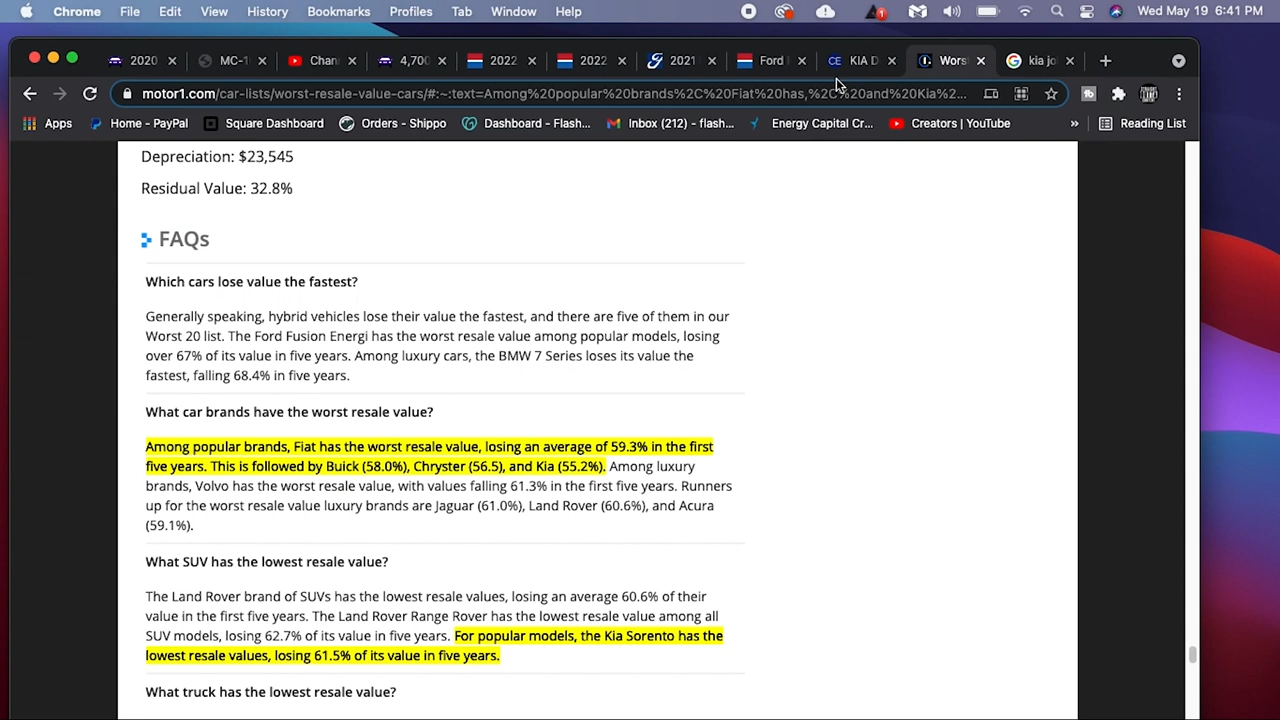 Chrome File Edit View History Bookmarks Profiles Tab Window Help Wed May 19 6:41 PM
2020 MC-1 Chan 4,700 2022 2022 2021 Ford KIA D Wors kia jo
motor1.com/car-lists/worst-resale-value-cars/#:~:text=Among%20popular%20brands%2C%20Fiat%20has,%2C%20and%20Kia%2...
Apps Home - PayPal Square Dashboard Orders - Shippo Dashboard - Flash... Inbox (212) - flash... Energy Capital Cr... Creators | YouTube » Reading List
Depreciation: $23,545
Residual Value: 32.8%
FAQs
Which cars lose value the fastest?
Generally speaking, hybrid vehicles lose their value the fastest, and there are five of them in our
Worst 20 list. The Ford Fusion Energi has the worst resale value among popular models, losing
over 67% of its value in five years. Among luxury cars, the BMW 7 Series loses its value the
fastest, falling 68.4% in five years.
What car brands have the worst resale value?
Among popular brands, Fiat has the worst resale value, losing an average of 59.3% in the first
five years. This is followed by Buick (58.0%), Chryster (56.5), and Kia (55.2%). Among luxury
brands, Volvo has the worst resale value, with values falling 61.3% in the first five years. Runners
up for the worst resale value luxury brands are Jaguar (61.0%), Land Rover (60.6%), and Acura
(59.1%).
What SUV has the lowest resale value?
The Land Rover brand of SUVs has the lowest resale values, losing an average 60.6% of their
value in the first five years. The Land Rover Range Rover has the lowest resale value among all
SUV models, losing 62.7% of its value in five years. For popular models, the Kia Sorento has the
lowest resale values, losing 61.5% of its value in five years.
What truck has the lowest resale value?